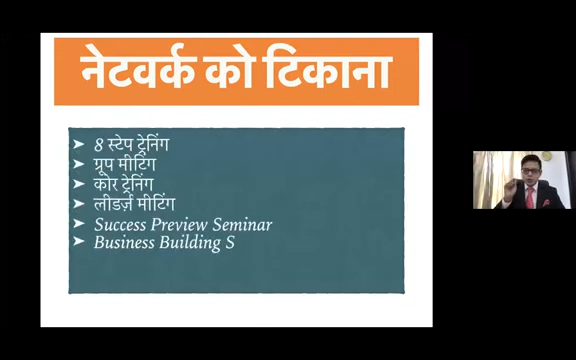 नेटवर्क को टिकाना
8 स्टेप ट्रेनिंग
ग्रूप मीटिंग
कोर ट्रेनिंग
लीडर्ज़ मीटिंग
Success Preview Seminar
Business Building S